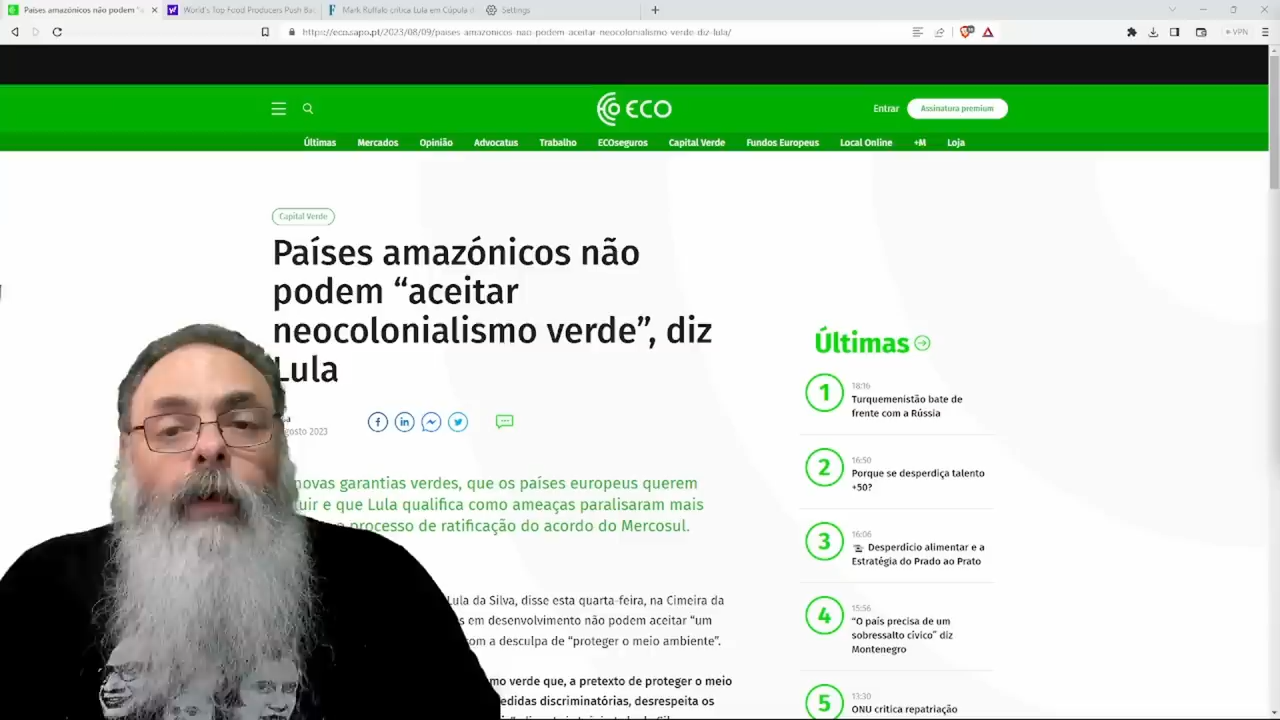 Países amazónicos não podem "a
World's Top Food Producers Push Bac
Mark Ruffalo critica Lula em Cúpula d
Settings
https://eco.sapo.pt/2023/08/09/paises-amazonicos-nao-podem-aceitar-neocolonialismo-verde-diz-lula/
VPN
ECO
Entrar
Assinatura premium
Últimas
Mercados
Opinião
Advocatus
Trabalho
ECOseguros
Capital Verde
Fundos Europeus
Local Online
+M
Loja
Capital Verde
Países amazónicos não
podem “aceitar
neocolonialismo verde”, diz
Lula
gosto 2023
novas garantias verdes, que os países europeus querem
uir e que Lula qualifica como ameaças paralisaram mais
processo de ratificação do acordo do Mercosul.
Lula da Silva, disse esta quarta-feira, na Cimeira da
s em desenvolvimento não podem aceitar “um
om a desculpa de “proteger o meio ambiente”.
mo verde que, a pretexto de proteger o meio
edidas discriminatórias, desrespeita os
Últimas
1
18:16
Turquemenistão bate de
frente com a Rússia
2
16:50
Porque se desperdiça talento
+50?
3
16:06
Desperdício alimentar e a
Estratégia do Prado ao Prato
4
15:56
“O país precisa de um
sobressalto cívico” diz
Montenegro
5
13:30
ONU critica repatriação